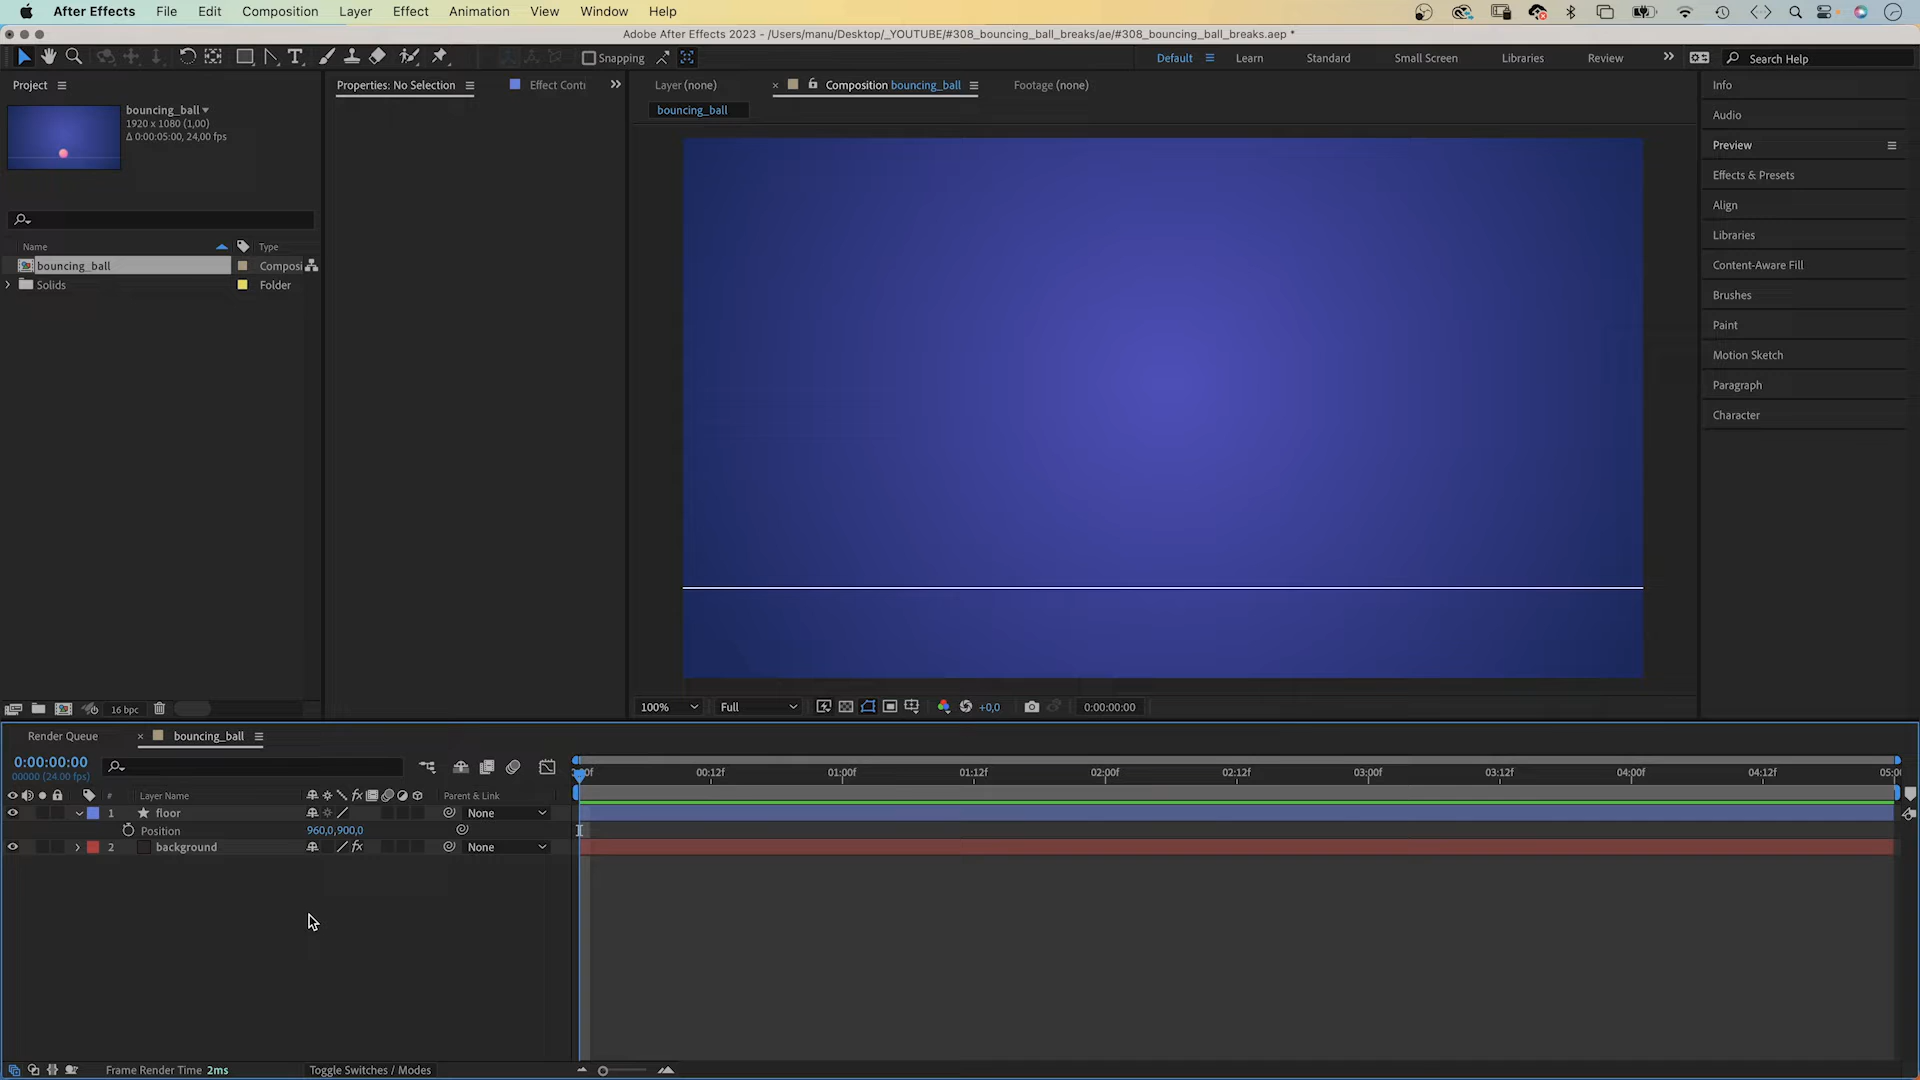 After Effects File Edit Composition Layer Effect Animation View Window Help
Adobe After Effects 2023 - /Users/manu/Desktop/_YOUTUBE/#308_bouncing_ball_breaks/ae/#308_bouncing_ball_breaks.aep *
Snapping Default Learn Standard Small Screen Libraries Review Search Help
Project Properties: No Selection Effect Conti Layer (none) Composition bouncing_ball Footage (none) Info
bouncing_ball
1920 x 1080 (1,00)
Δ 0:00:05:00, 24,00 fps
bouncing_ball
Audio
Preview
Effects & Presets
Align
Libraries
Content-Aware Fill
Brushes
Paint
Motion Sketch
Paragraph
Character
Name Type
bouncing_ball Composi
Solids Folder
16 bpc
100% Full +0,0 0:00:00:00
Render Queue bouncing_ball
0:00:00:00
00000 (24.00 fps)
00:12f 01:00f 01:12f 02:00f 02:12f 03:00f 03:12f 04:00f 04:12f
# Layer Name Parent & Link
1 floor None
Position 960,0,900,0
2 background None
Frame Render Time 2ms Toggle Switches / Modes